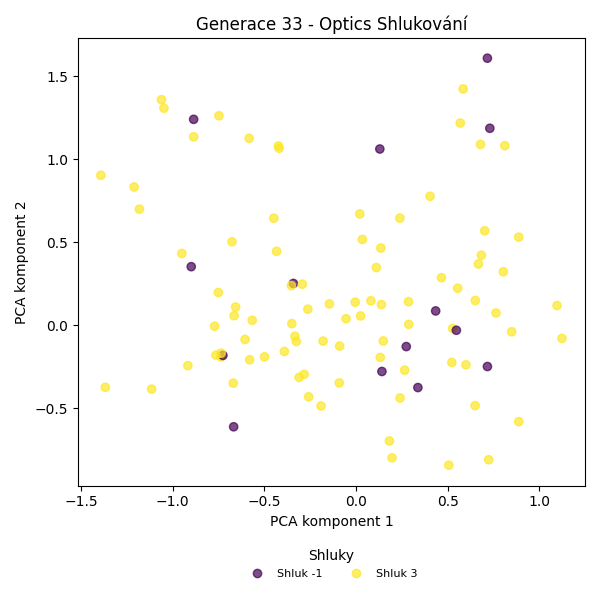 Generace 33 - Optics Shlukování
PCA komponent 2
1.5
1.0
0.5
0.0
−0.5
−1.5
−1.0
−0.5
0.0
0.5
1.0
PCA komponent 1
Shluky
Shluk -1
Shluk 3